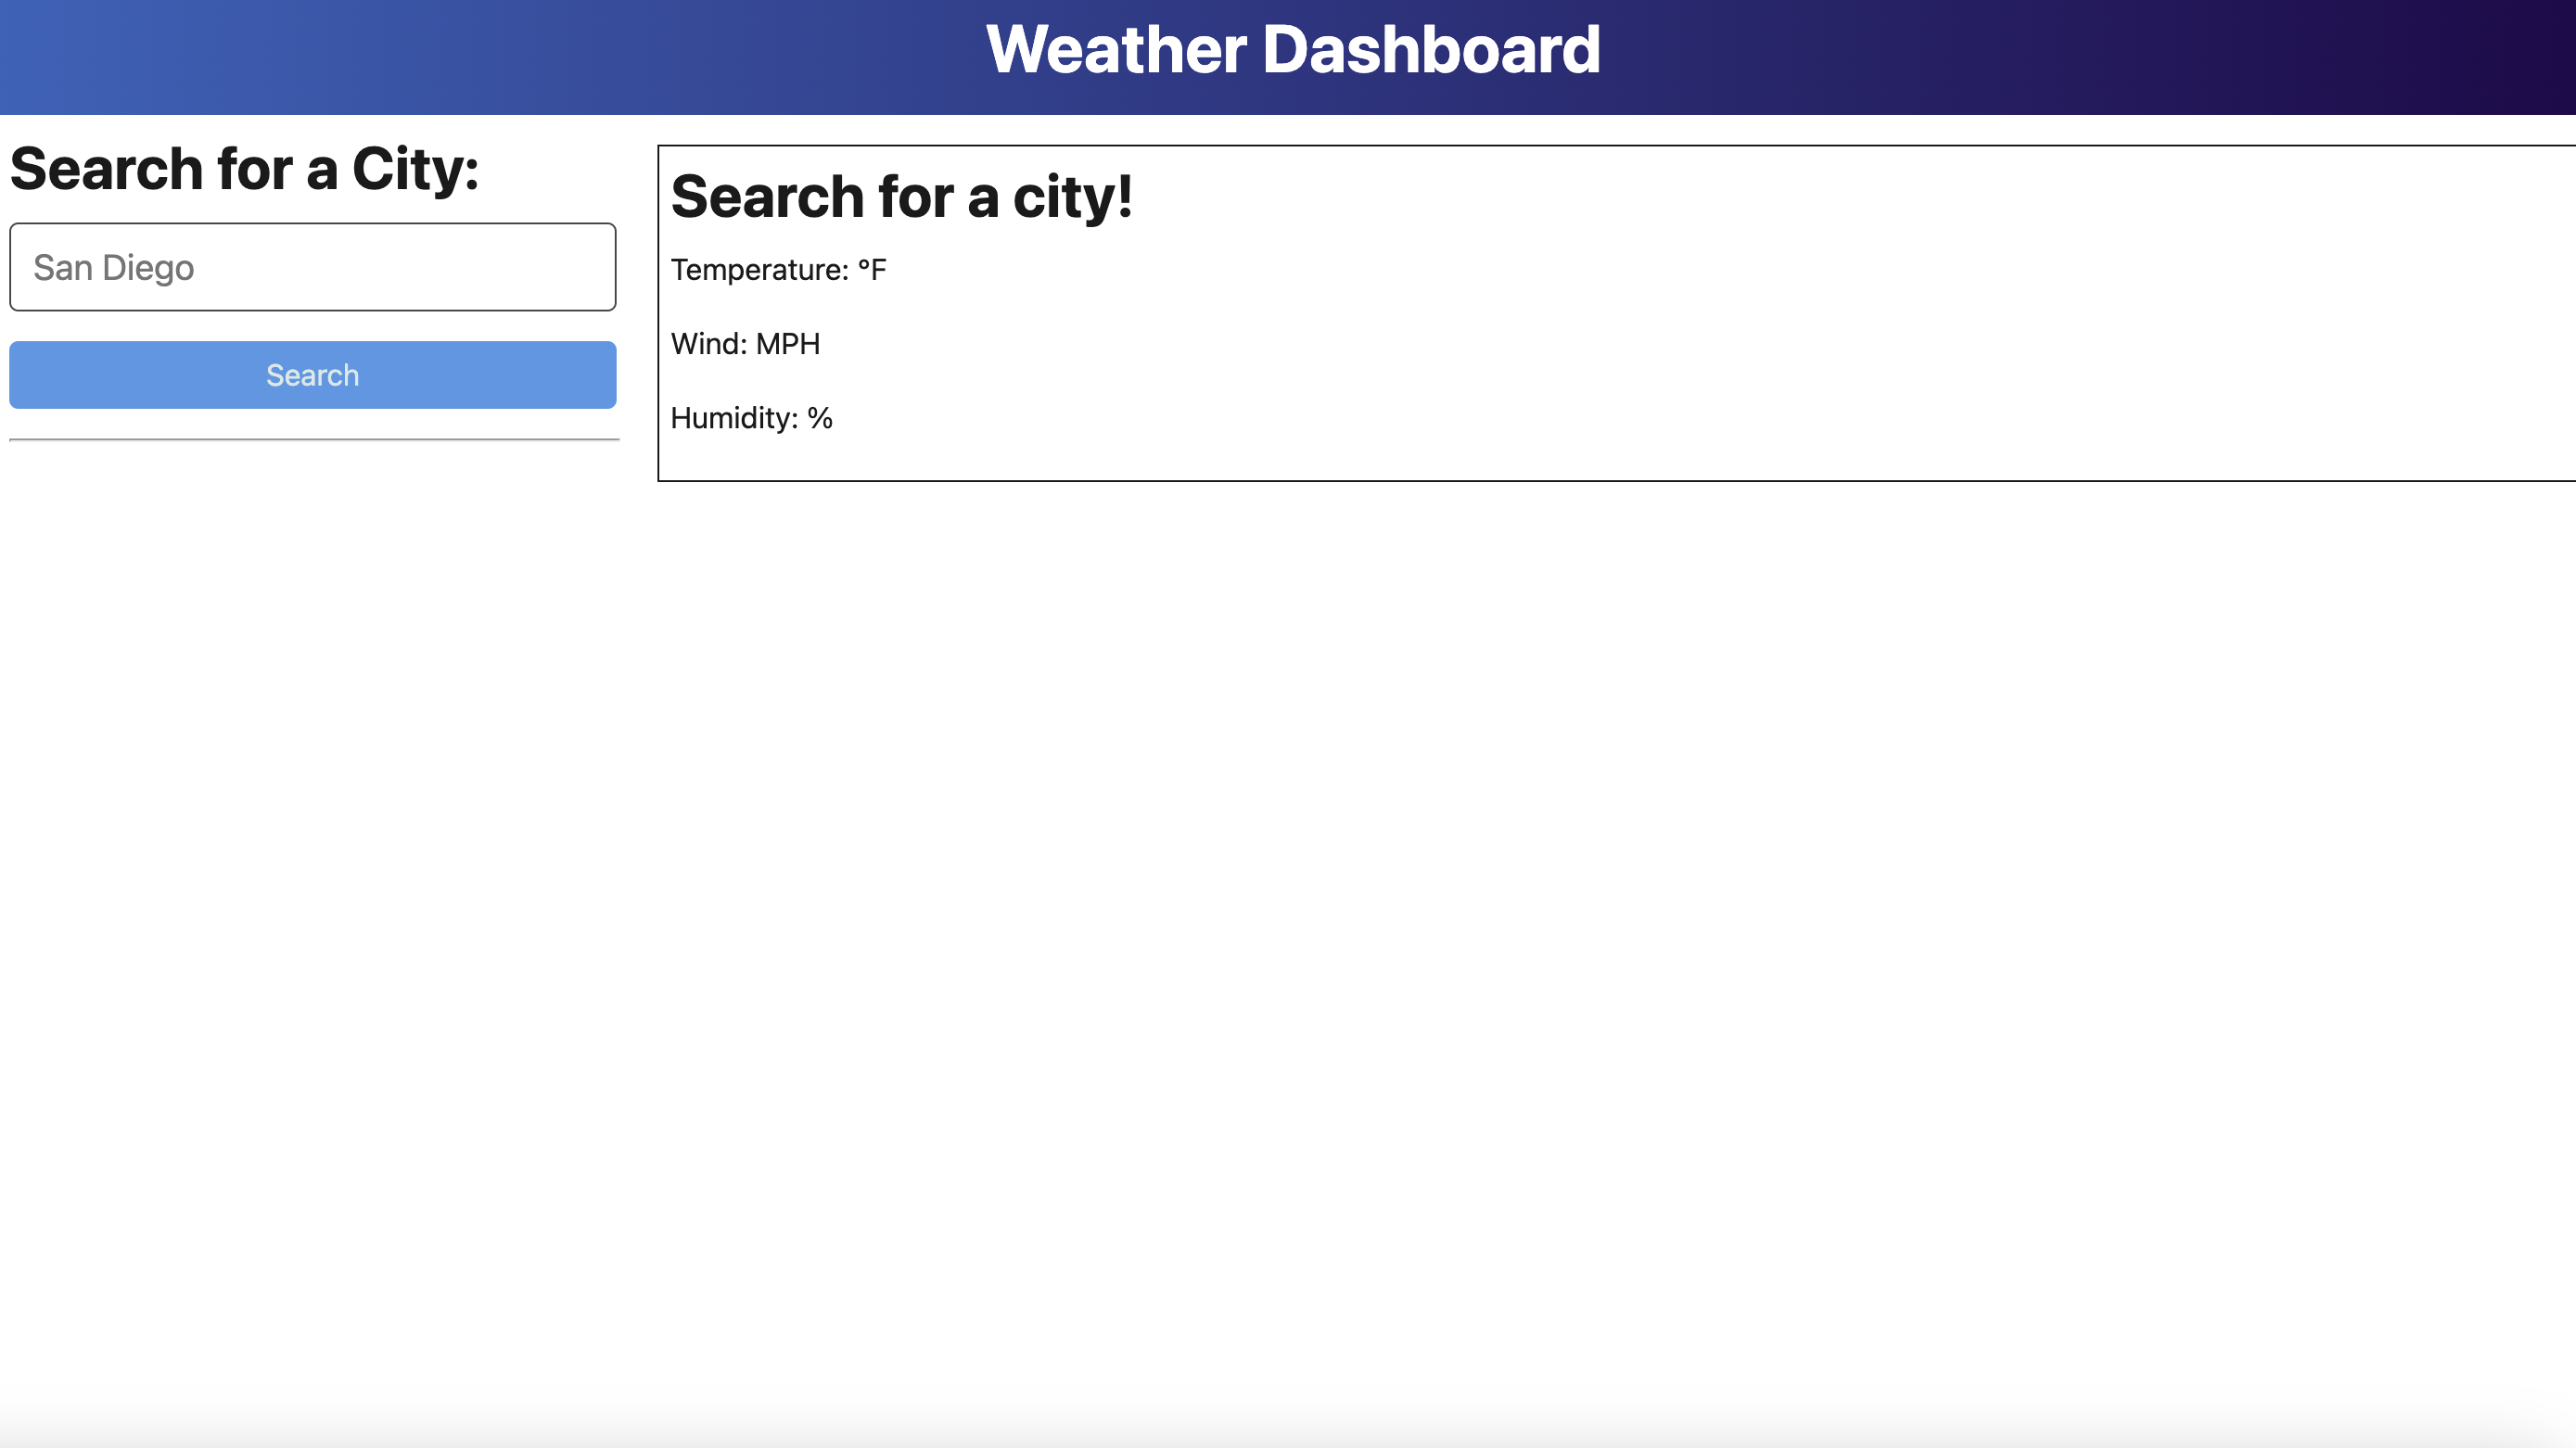 Weather Dashboard
Search for a City:
San Diego
Search
Search for a city!
Temperature: °F
Wind: MPH
Humidity: %